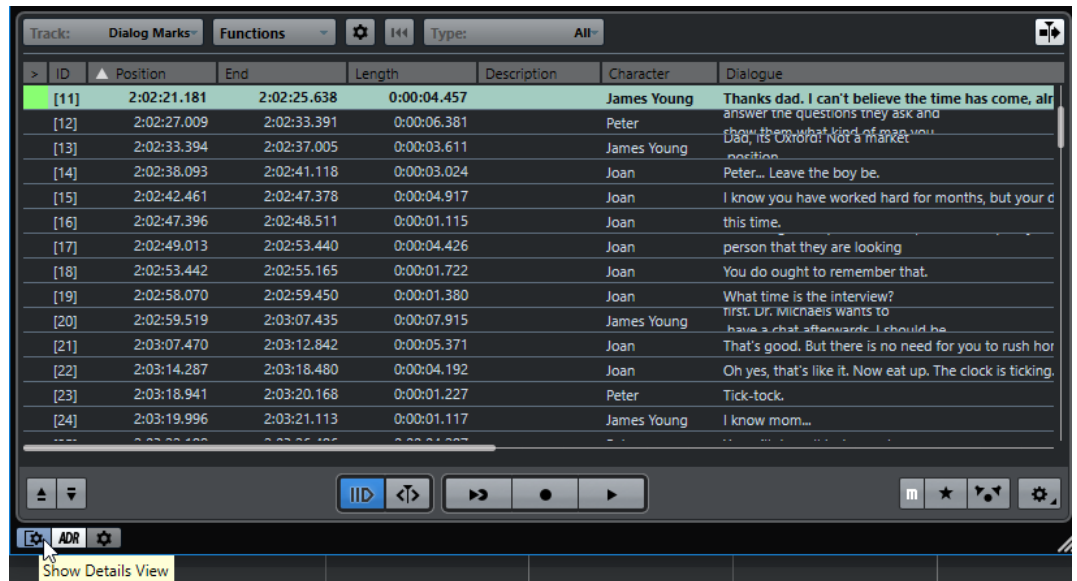 Track: Dialog Marks Functions Type: All
> ID Position End Length Description Character Dialogue
[11] 2:02:21.181 2:02:25.638 0:00:04.457 James Young Thanks dad. I can't believe the time has come, alr
[12] 2:02:27.009 2:02:33.391 0:00:06.381 Peter answer the questions they ask and
show them what kind of man you
[13] 2:02:33.394 2:02:37.005 0:00:03.611 James Young Dad, its Oxford! Not a market
position
[14] 2:02:38.093 2:02:41.118 0:00:03.024 Joan Peter... Leave the boy be.
[15] 2:02:42.461 2:02:47.378 0:00:04.917 Joan I know you have worked hard for months, but your d
[16] 2:02:47.396 2:02:48.511 0:00:01.115 Joan this time.
[17] 2:02:49.013 2:02:53.440 0:00:04.426 Joan person that they are looking
[18] 2:02:53.442 2:02:55.165 0:00:01.722 Joan You do ought to remember that.
[19] 2:02:58.070 2:02:59.450 0:00:01.380 Joan What time is the interview?
[20] 2:02:59.519 2:03:07.435 0:00:07.915 James Young first. Dr. Michaels wants to
have a chat afterwards. I should be
[21] 2:03:07.470 2:03:12.842 0:00:05.371 Joan That's good. But there is no need for you to rush hor
[22] 2:03:14.287 2:03:18.480 0:00:04.192 Joan Oh yes, that's like it. Now eat up. The clock is ticking.
[23] 2:03:18.941 2:03:20.168 0:00:01.227 Peter Tick-tock.
[24] 2:03:19.996 2:03:21.113 0:00:01.117 James Young I know mom...
m
ADR
Show Details View